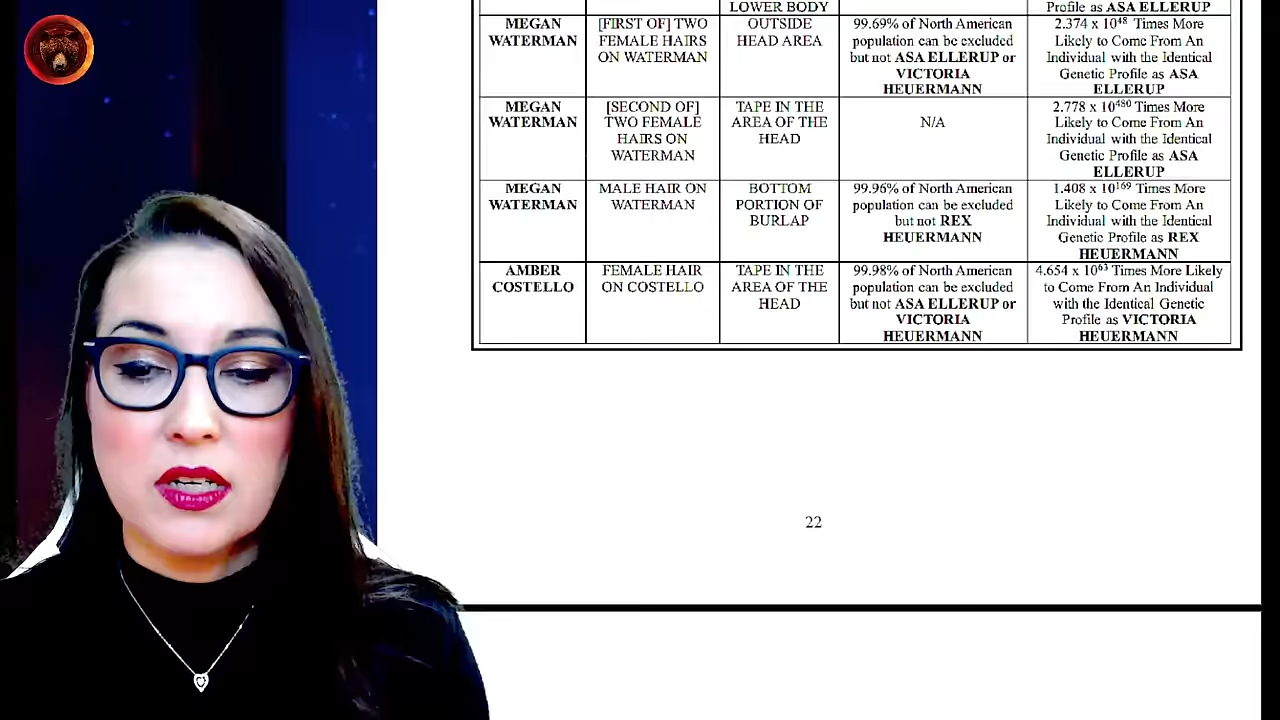 LOWER BODY
Profile as ASA ELLERUP
MEGAN WATERMAN
[FIRST OF] TWO FEMALE HAIRS ON WATERMAN
OUTSIDE HEAD AREA
99.69% of North American population can be excluded but not ASA ELLERUP or VICTORIA HEUERMANN
2.374 x 10⁴⁸ Times More Likely to Come From An Individual with the Identical Genetic Profile as ASA ELLERUP
MEGAN WATERMAN
[SECOND OF] TWO FEMALE HAIRS ON WATERMAN
TAPE IN THE AREA OF THE HEAD
N/A
2.778 x 10⁴⁸⁰ Times More Likely to Come From An Individual with the Identical Genetic Profile as ASA ELLERUP
MEGAN WATERMAN
MALE HAIR ON WATERMAN
BOTTOM PORTION OF BURLAP
99.96% of North American population can be excluded but not REX HEUERMANN
1.408 x 10¹⁶⁹ Times More Likely to Come From An Individual with the Identical Genetic Profile as REX HEUERMANN
AMBER COSTELLO
FEMALE HAIR ON COSTELLO
TAPE IN THE AREA OF THE HEAD
99.98% of North American population can be excluded but not ASA ELLERUP or VICTORIA HEUERMANN
4.654 x 10⁶³ Times More Likely to Come From An Individual with the Identical Genetic Profile as VICTORIA HEUERMANN
22